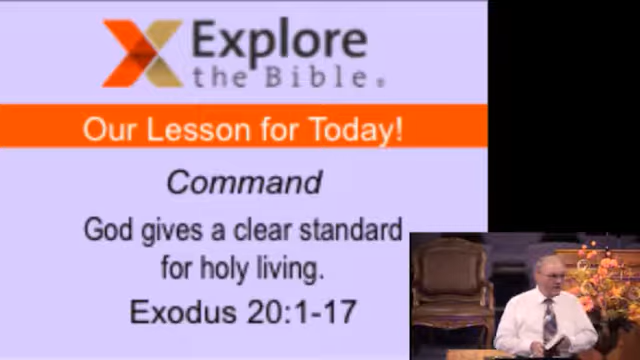 Explore
the Bible®
Our Lesson for Today!
Command
God gives a clear standard
for holy living.
Exodus 20:1-17